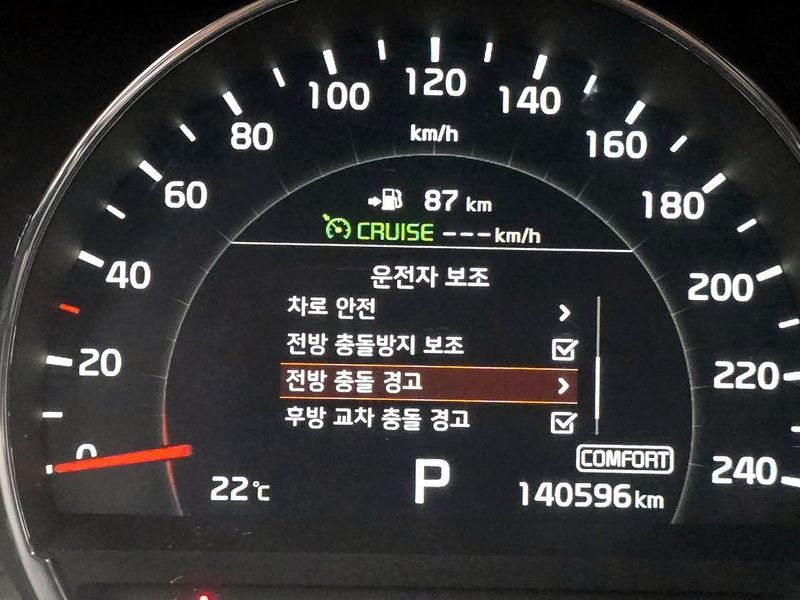 120
100
140
80
km/h
160
60
87 km
180
CRUISE ---km/h
40
운전자 보조
200
차로 안전
20
전방 충돌방지 보조
220
전방 충돌 경고
후방 교차 충돌 경고
0
COMFORT
240
22℃
P
140596km